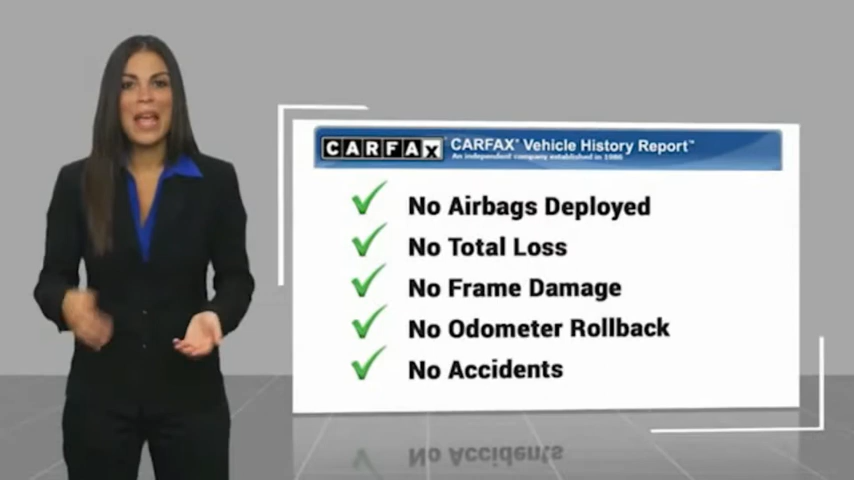 CARFAX CARFAX® Vehicle History Report™
An independent company established in 1986
No Airbags Deployed
No Total Loss
No Frame Damage
No Odometer Rollback
No Accidents
No Accidents